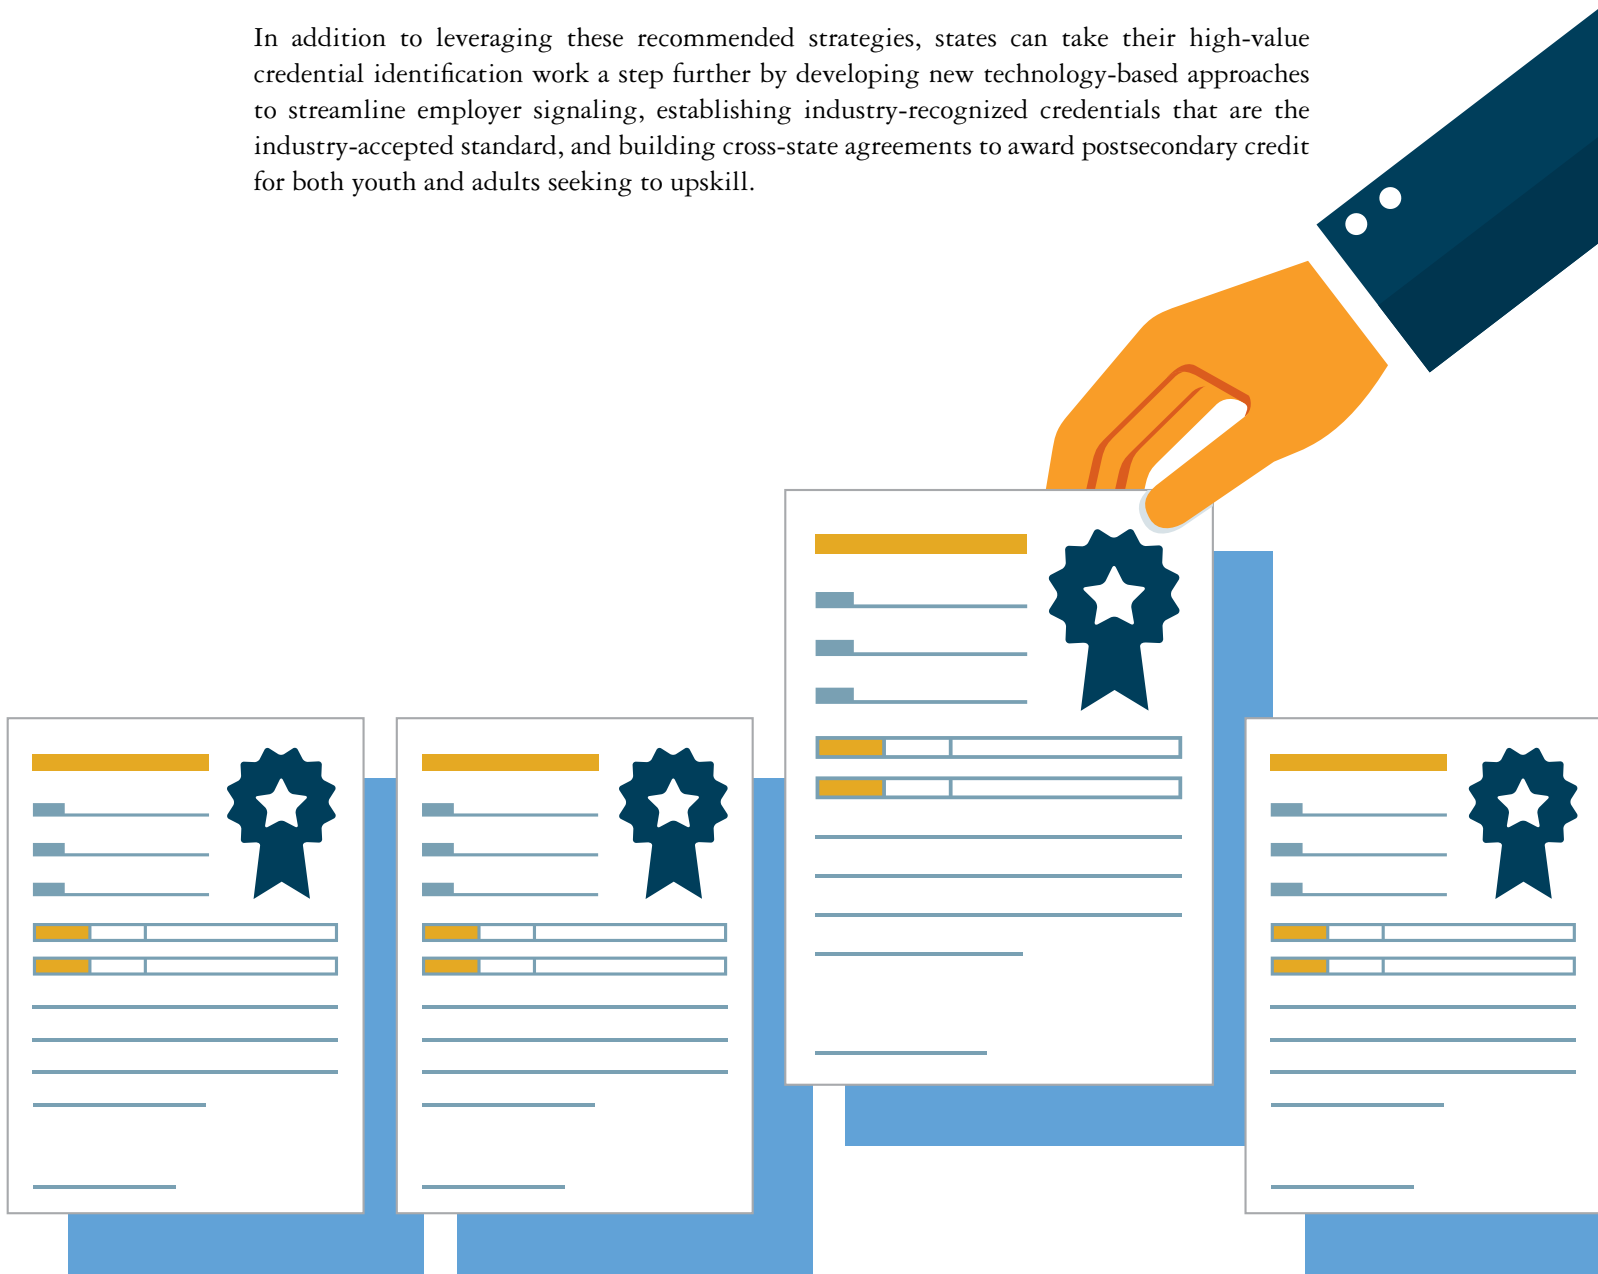 In addition to leveraging these recommended strategies, states can take their high-value
credential identification work a step further by developing new technology-based approaches
to streamline employer signaling, establishing industry-recognized credentials that are the
industry-accepted standard, and building cross-state agreements to award postsecondary credit
for both youth and adults seeking to upskill.